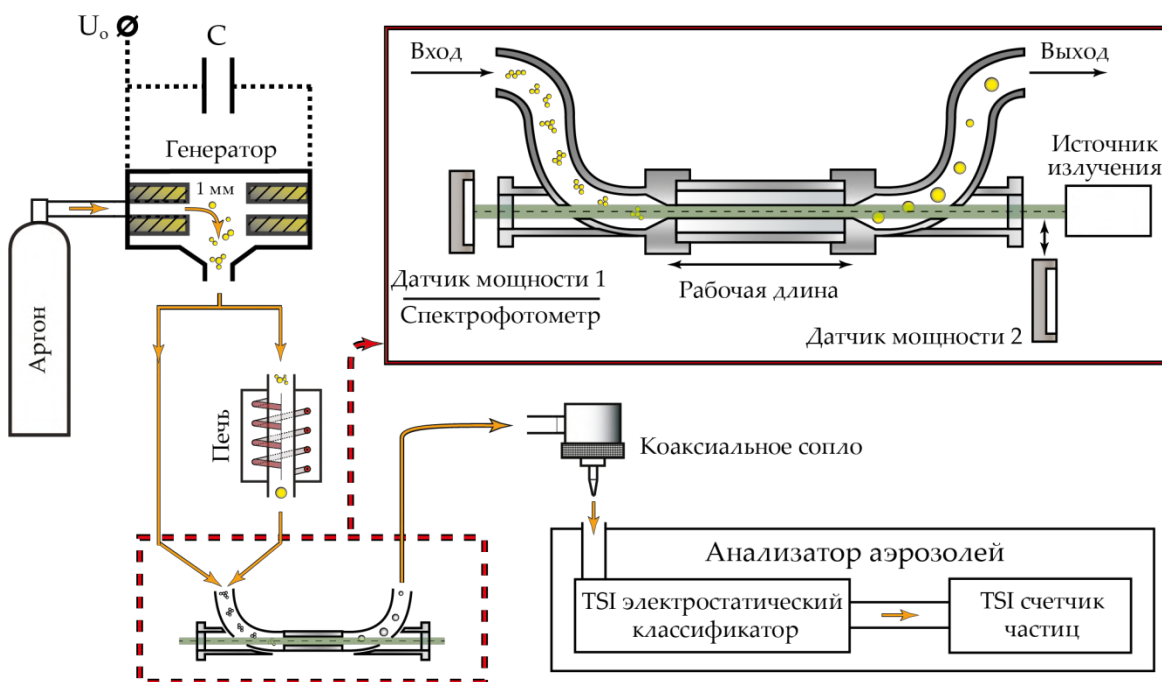 U₀
C
Генератор
1 мм
Аргон
Печь
Вход
Выход
Источник
излучения
Датчик мощности 1
Спектрофотометр
Рабочая длина
Датчик мощности 2
Коаксиальное сопло
Анализатор аэрозолей
TSI электростатический
классификатор
TSI счетчик
частиц